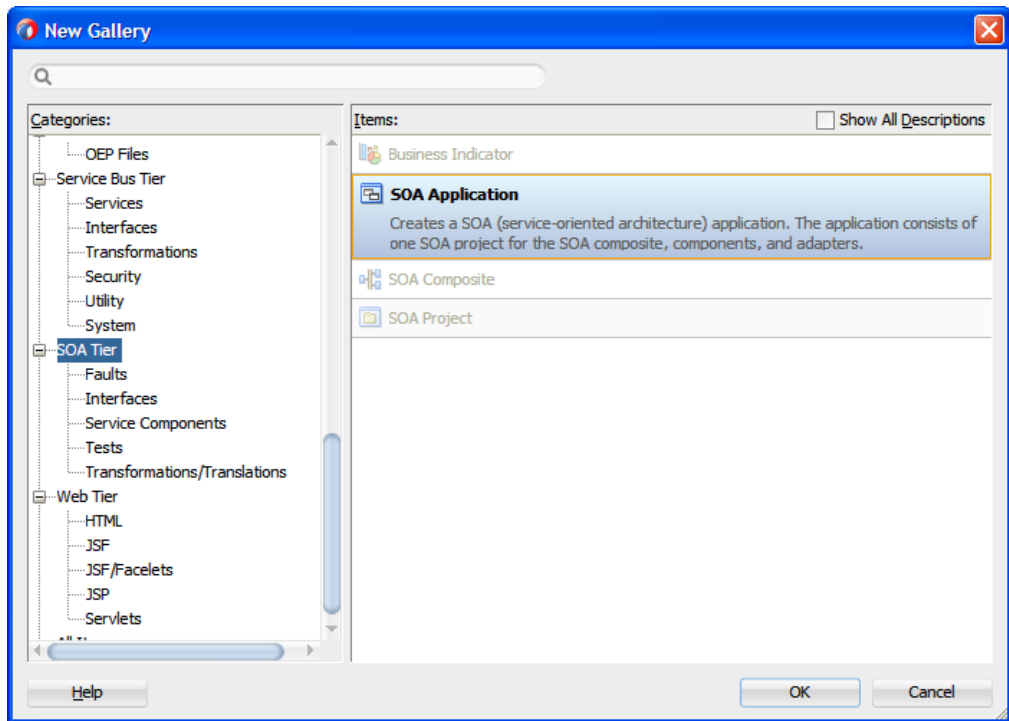 New Gallery
Categories:
OEP Files
Service Bus Tier
Services
Interfaces
Transformations
Security
Utility
System
SOA Tier
Faults
Interfaces
Service Components
Tests
Transformations/Translations
Web Tier
HTML
JSF
JSF/Facelets
JSP
Servlets
Items:
Show All Descriptions
Business Indicator
SOA Application
Creates a SOA (service-oriented architecture) application. The application consists of
one SOA project for the SOA composite, components, and adapters.
SOA Composite
SOA Project
Help
OK
Cancel